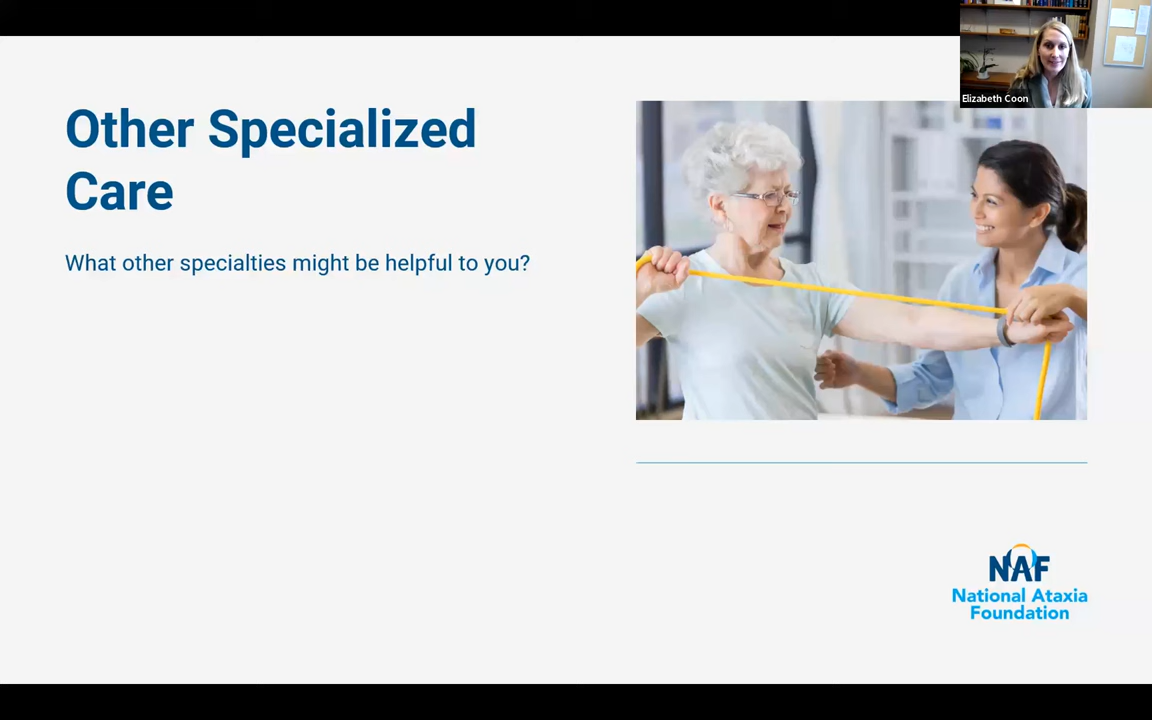 Elizabeth Coon
Other Specialized
Care
What other specialties might be helpful to you?
NAF
National Ataxia
Foundation